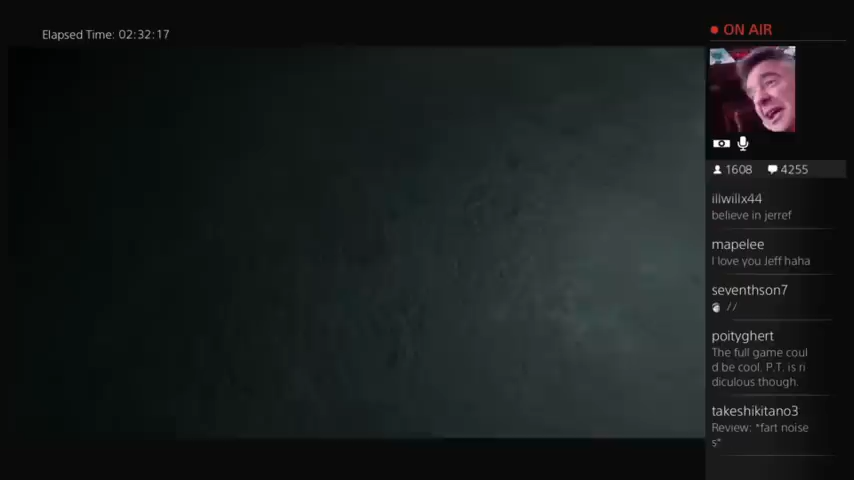 Elapsed Time: 02:32:17
ON AIR
1608 4255
illwillx44
believe in jerref
mapelee
I love you Jeff haha
seventhson7
//
poityghert
The full game coul
d be cool. P.T. is ri
diculous though.
takeshikitano3
Review: *fart noise
s*